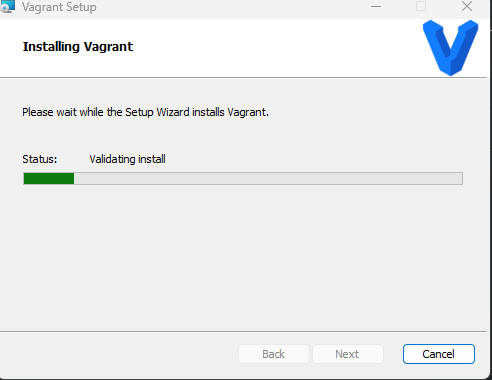 Vagrant Setup
Installing Vagrant
Please wait while the Setup Wizard installs Vagrant.
Status: Validating install
Back Next Cancel